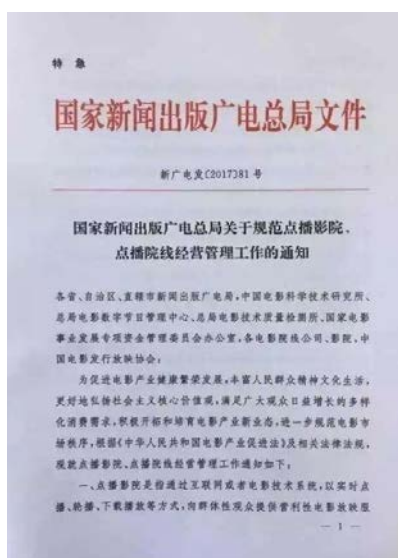 特 急
国家新闻出版广电总局文件
新广电发〔2017〕81 号
国家新闻出版广电总局关于规范点播影院、
点播院线经营管理工作的通知
各省、自治区、直辖市新闻出版广电局,中国电影科学技术研究所、
总局电影数字节目管理中心、总局电影技术质量检测所、国家电影
事业发展专项资金管理委员会办公室,各电影院线公司、影院,中
国电影发行放映协会:
为促进电影产业健康繁荣发展,丰富人民群众精神文化生活,
更好地弘扬社会主义核心价值观,满足广大观众日益增长的多样
化消费需求,积极开拓和培育电影产业新业态,进一步规范电影市
场秩序,根据《中华人民共和国电影产业促进法》及相关法律法规,
现就点播影院、点播院线经营管理工作通知如下:
一、点播影院是指通过互联网或者电影技术系统,以实时点
播、轮播、下载播放等方式,向群体性观众提供营利性电影放映服
— 1 —